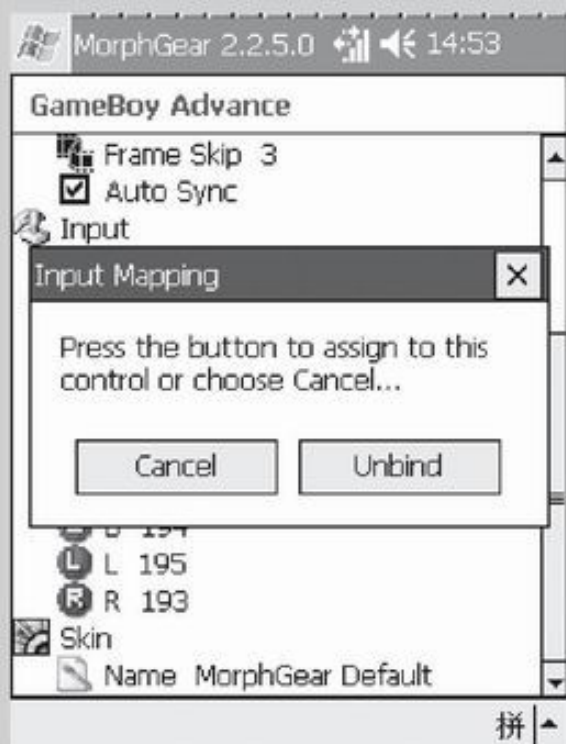 MorphGear 2.2.5.0 14:53
GameBoy Advance
Frame Skip 3
Auto Sync
Input
Input Mapping
Press the button to assign to this
control or choose Cancel...
Cancel Unbind
194
L L 195
R R 193
Skin
Name MorphGear Default
拼